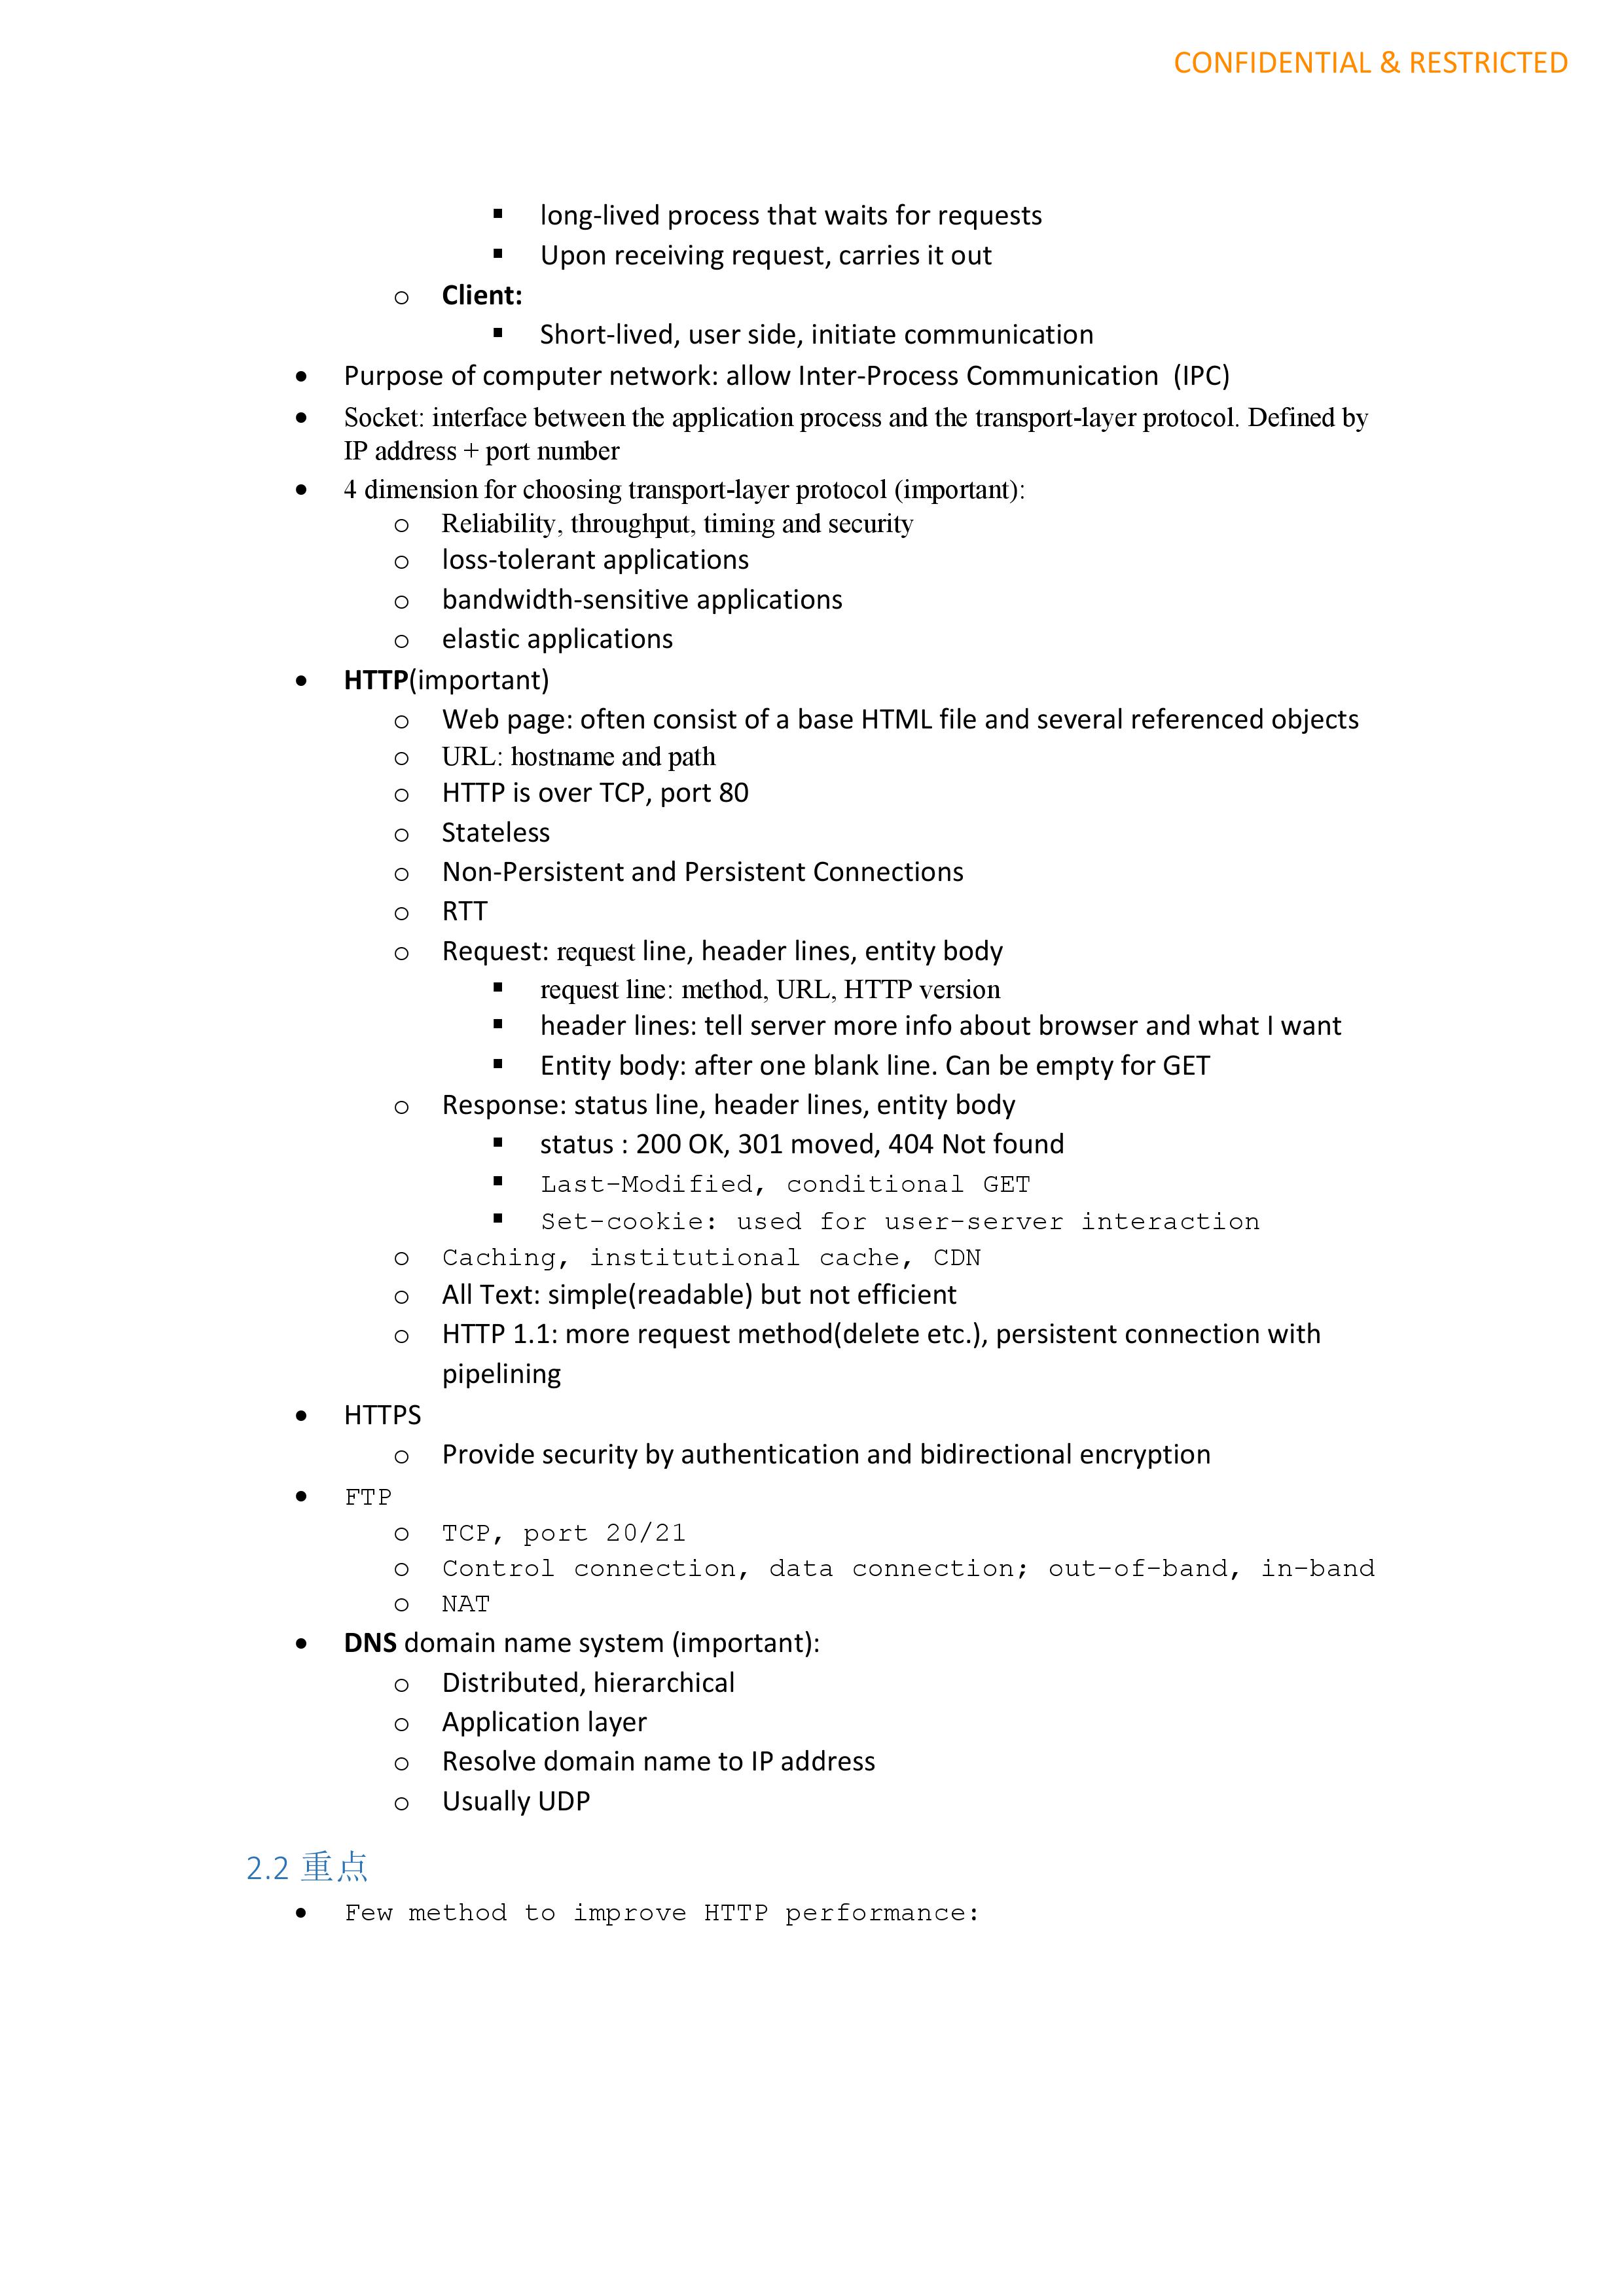 CONFIDENTIAL & RESTRICTED
▪ long-lived process that waits for requests
▪ Upon receiving request, carries it out
o Client:
▪ Short-lived, user side, initiate communication
• Purpose of computer network: allow Inter-Process Communication (IPC)
• Socket: interface between the application process and the transport-layer protocol. Defined by
IP address + port number
• 4 dimension for choosing transport-layer protocol (important):
o Reliability, throughput, timing and security
o loss-tolerant applications
o bandwidth-sensitive applications
o elastic applications
• HTTP(important)
o Web page: often consist of a base HTML file and several referenced objects
o URL: hostname and path
o HTTP is over TCP, port 80
o Stateless
o Non-Persistent and Persistent Connections
o RTT
o Request: request line, header lines, entity body
▪ request line: method, URL, HTTP version
▪ header lines: tell server more info about browser and what I want
▪ Entity body: after one blank line. Can be empty for GET
o Response: status line, header lines, entity body
▪ status : 200 OK, 301 moved, 404 Not found
▪ Last-Modified, conditional GET
▪ Set-cookie: used for user-server interaction
o Caching, institutional cache, CDN
o All Text: simple(readable) but not efficient
o HTTP 1.1: more request method(delete etc.), persistent connection with
pipelining
• HTTPS
o Provide security by authentication and bidirectional encryption
• FTP
o TCP, port 20/21
o Control connection, data connection; out-of-band, in-band
o NAT
• DNS domain name system (important):
o Distributed, hierarchical
o Application layer
o Resolve domain name to IP address
o Usually UDP
2.2 重点
• Few method to improve HTTP performance: